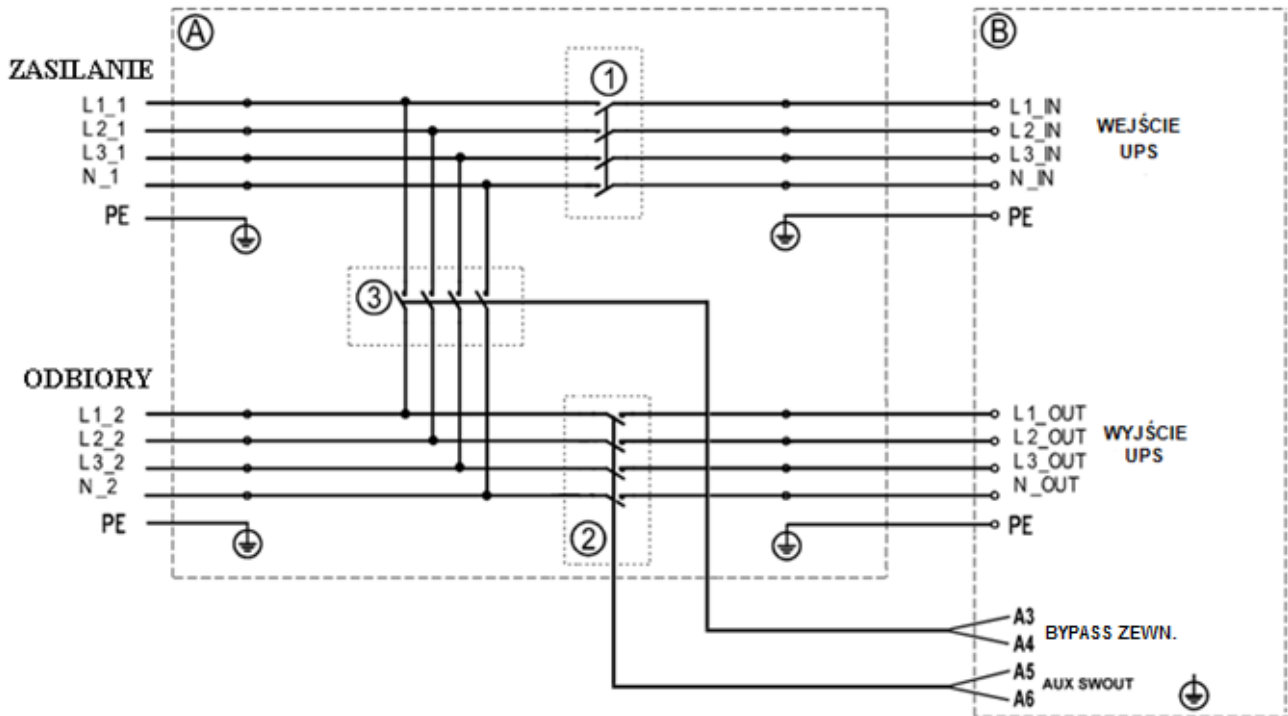 A
B
ZASILANIE
1
L1_1
L1_IN
L2_1
L2_IN
WEJŚCIE
L3_1
L3_IN
UPS
N_1
N_IN
PE
PE
3
ODBIORY
L1_2
L1_OUT
L2_2
L2_OUT
WYJŚCIE
L3_2
L3_OUT
UPS
N_2
N_OUT
PE
PE
2
A3
BYPASS ZEWN.
A4
A5
AUX SWOUT
A6